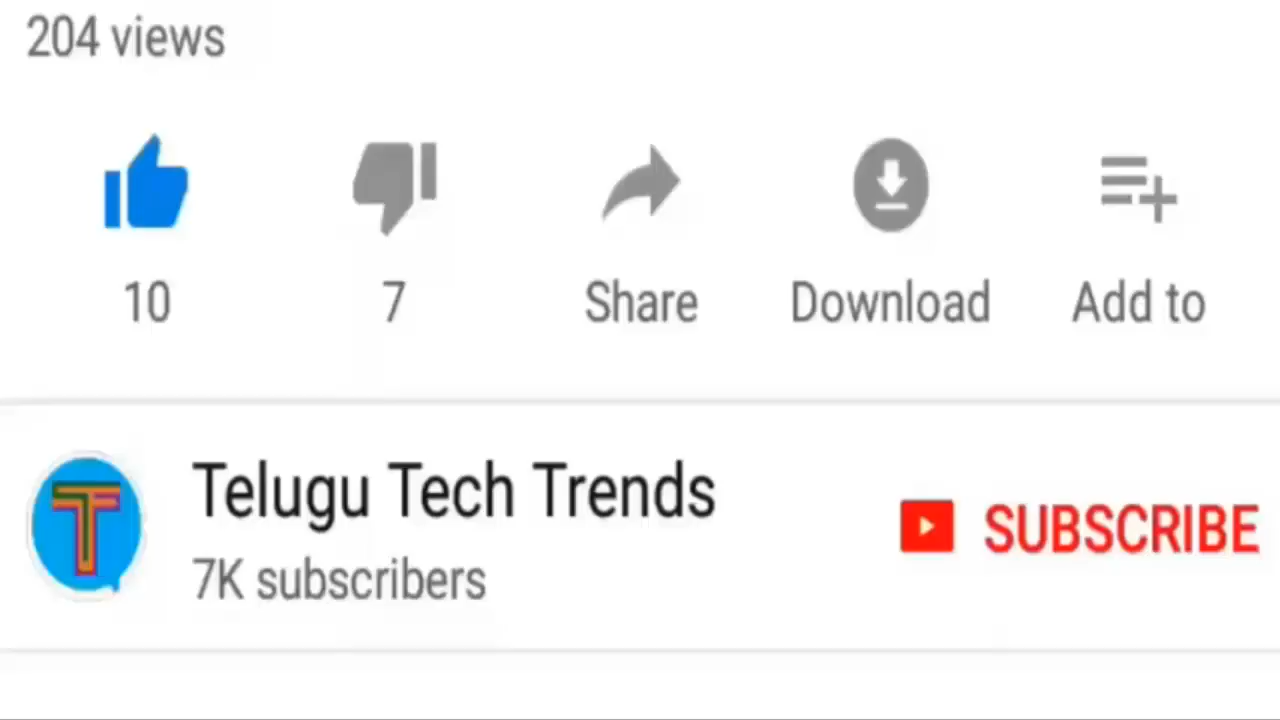 204 views
10 7 Share Download Add to
Telugu Tech Trends
SUBSCRIBE
7K subscribers